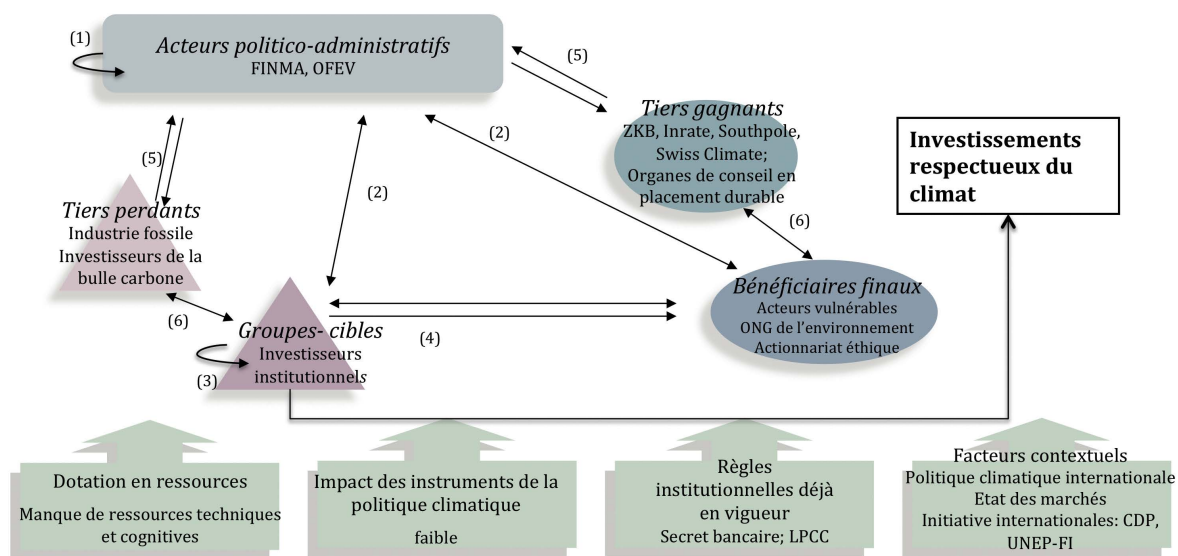 (1)
Acteurs politico-administratifs
FINMA, OFEV
(5)
Tiers gagnants
ZKB, Inrate, Southpole,
Swiss Climate;
Organes de conseil en
placement durable
(2)
Investissements
respectueux du
climat
(5)
(2)
Tiers perdants
Industrie fossile
Investisseurs de la
bulle carbone
(6)
Bénéficiaires finaux
Acteurs vulnérables
ONG de l'environnement
Actionnariat éthique
(6)
(4)
Groupes- cibles
Investisseurs
institutionnels
(3)
Dotation en ressources
Manque de ressources techniques
et cognitives
Impact des instruments de la
politique climatique
faible
Règles
institutionnelles déjà
en vigueur
Secret bancaire; LPCC
Facteurs contextuels
Politique climatique internationale
Etat des marchés
Initiative internationales: CDP,
UNEP-FI